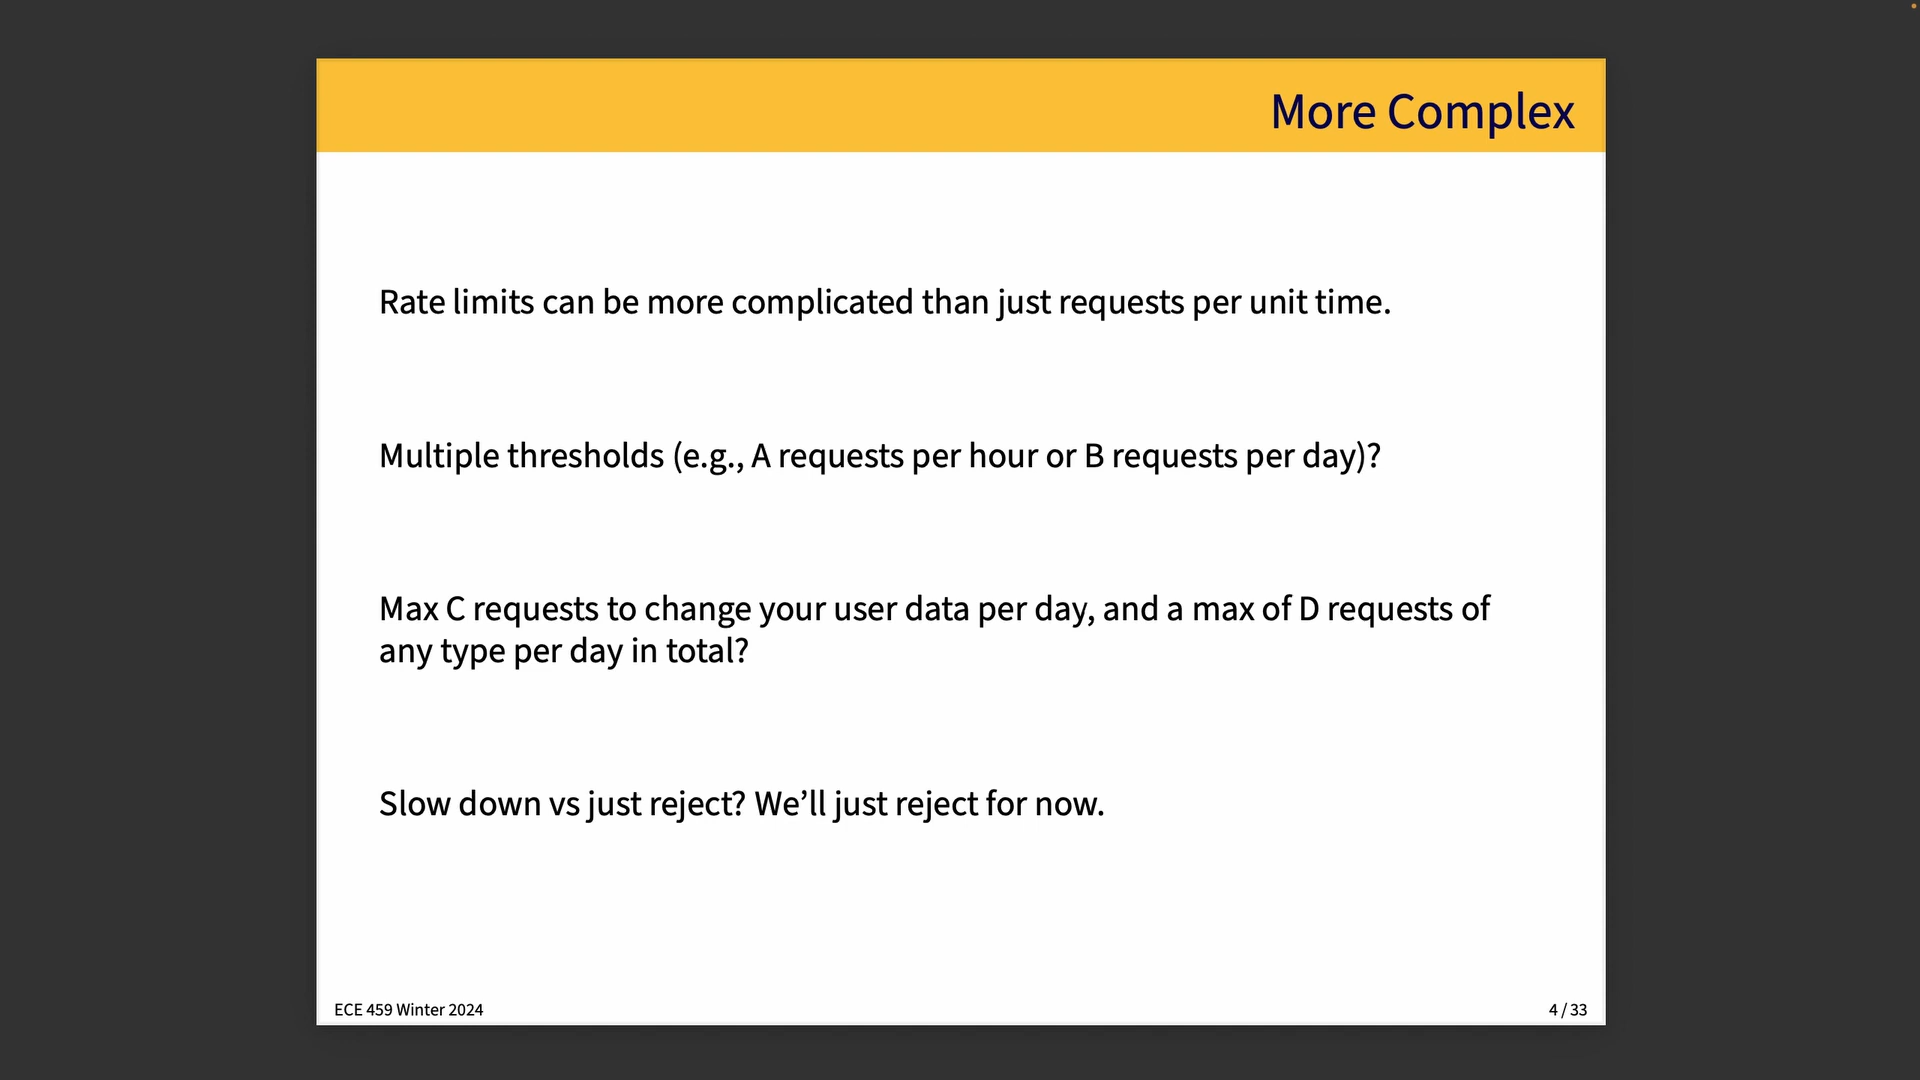 More Complex
Rate limits can be more complicated than just requests per unit time.
Multiple thresholds (e.g., A requests per hour or B requests per day)?
Max C requests to change your user data per day, and a max of D requests of
any type per day in total?
Slow down vs just reject? We’ll just reject for now.
ECE 459 Winter 2024
4 / 33